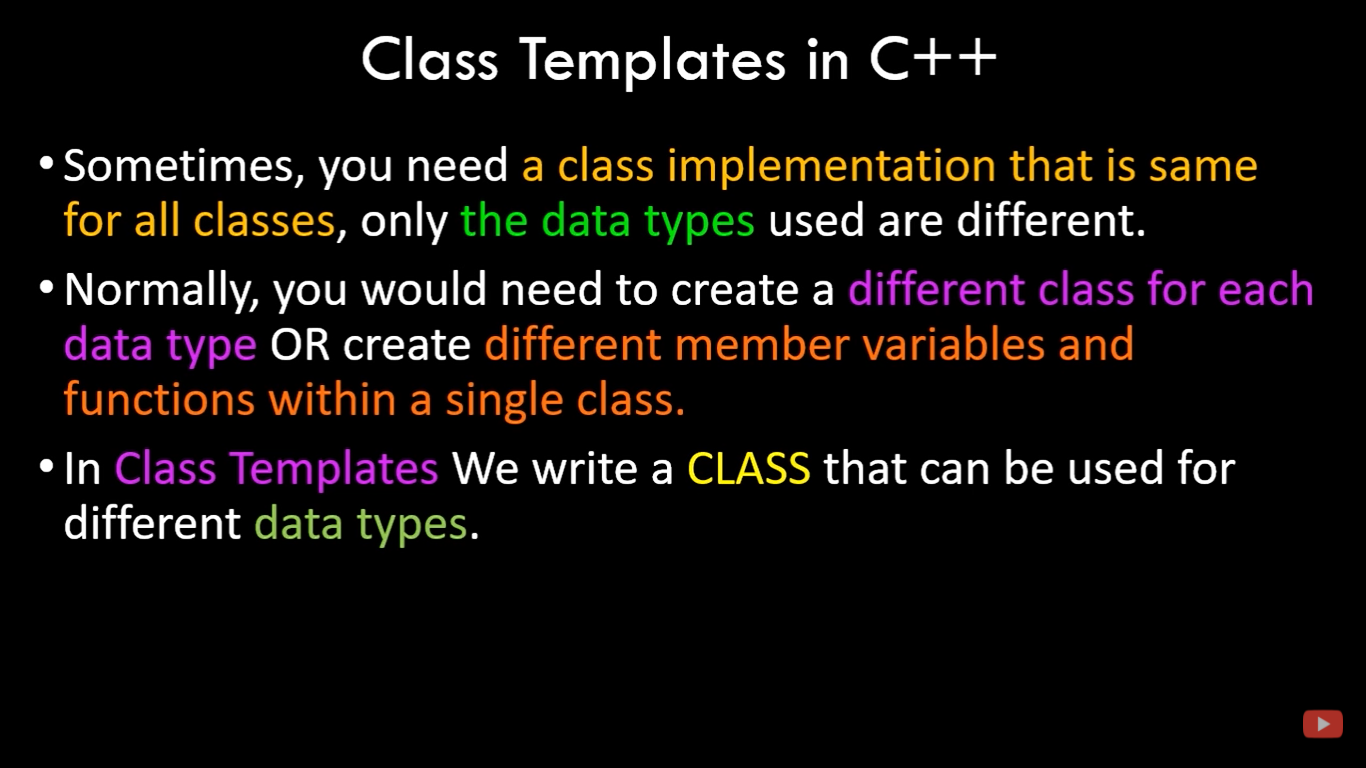 Class Templates in C++
• Sometimes, you need a class implementation that is same
for all classes, only the data types used are different.
• Normally, you would need to create a different class for each
data type OR create different member variables and
functions within a single class.
• In Class Templates We write a CLASS that can be used for
different data types.